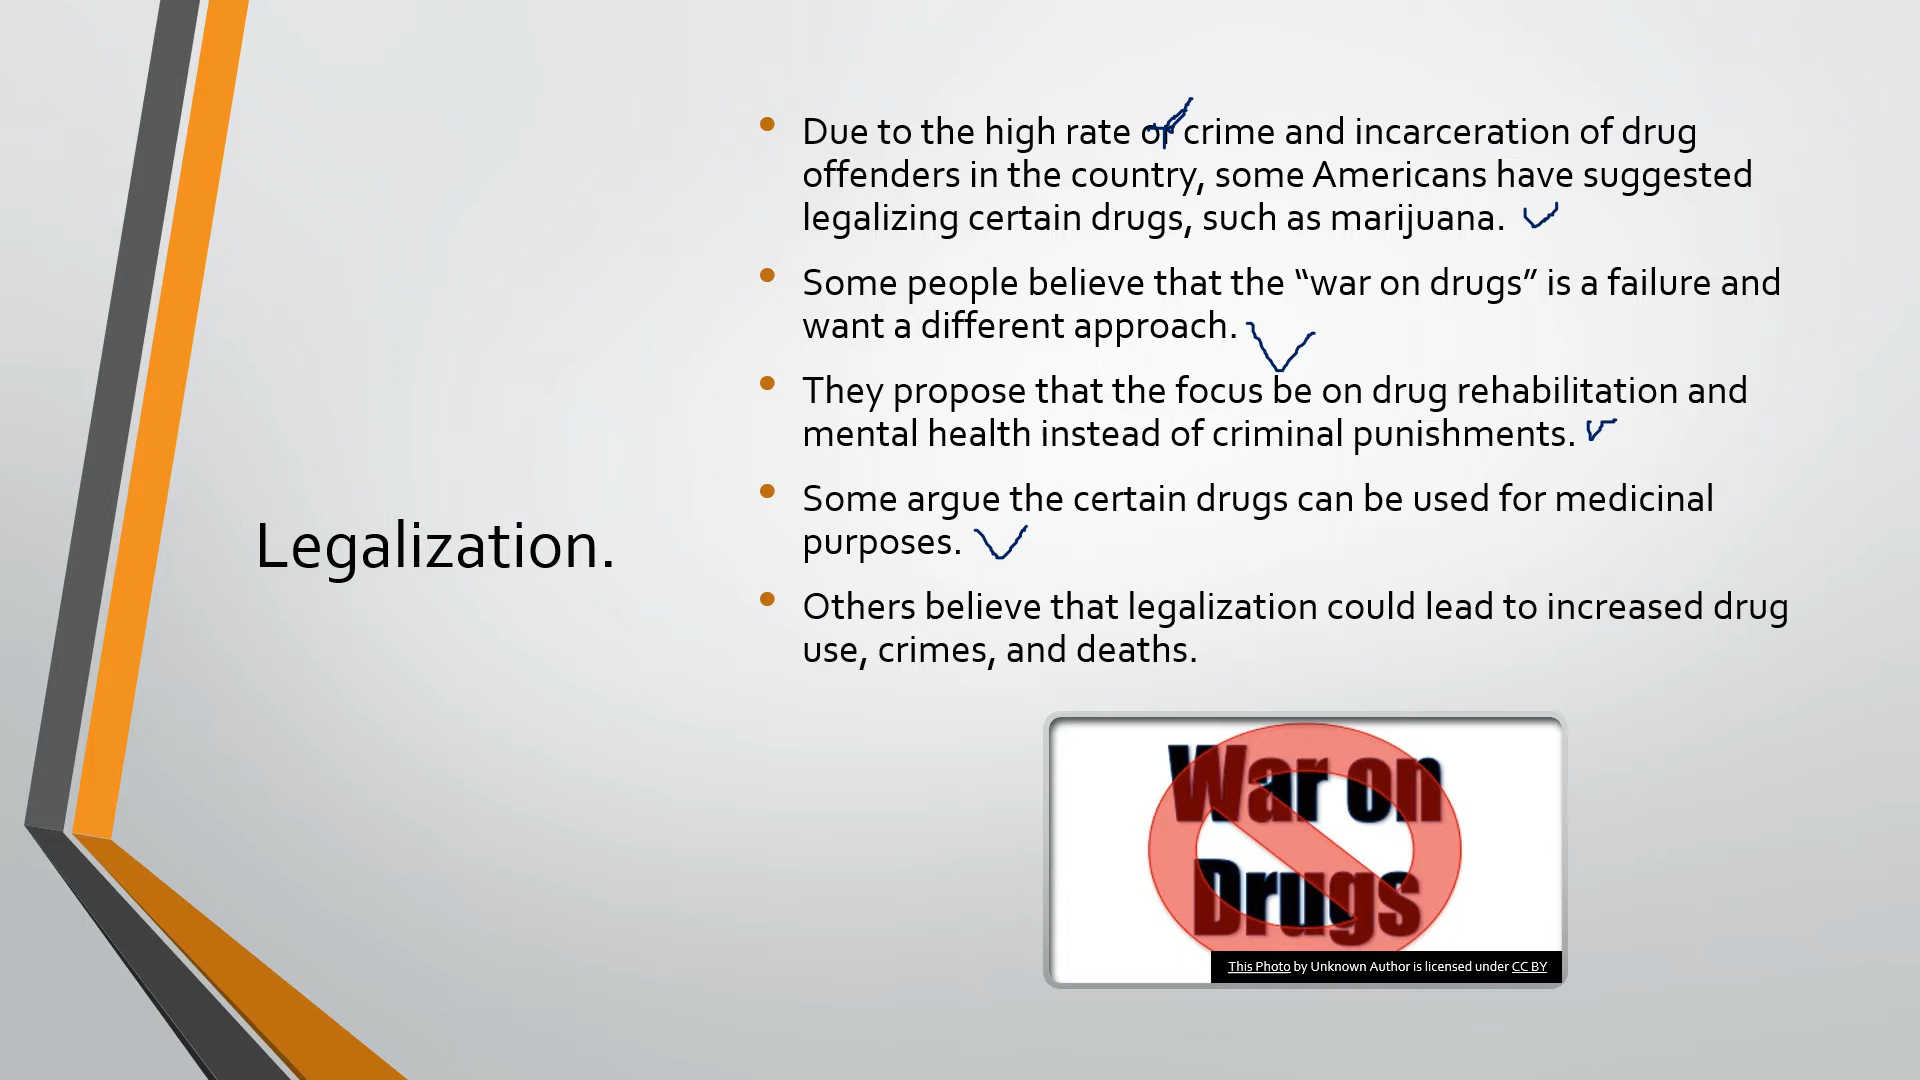 Legalization.
• Due to the high rate of crime and incarceration of drug
offenders in the country, some Americans have suggested
legalizing certain drugs, such as marijuana.
• Some people believe that the “war on drugs” is a failure and
want a different approach.
• They propose that the focus be on drug rehabilitation and
mental health instead of criminal punishments.
• Some argue the certain drugs can be used for medicinal
purposes.
• Others believe that legalization could lead to increased drug
use, crimes, and deaths.
War on
Drugs
This Photo by Unknown Author is licensed under CC BY